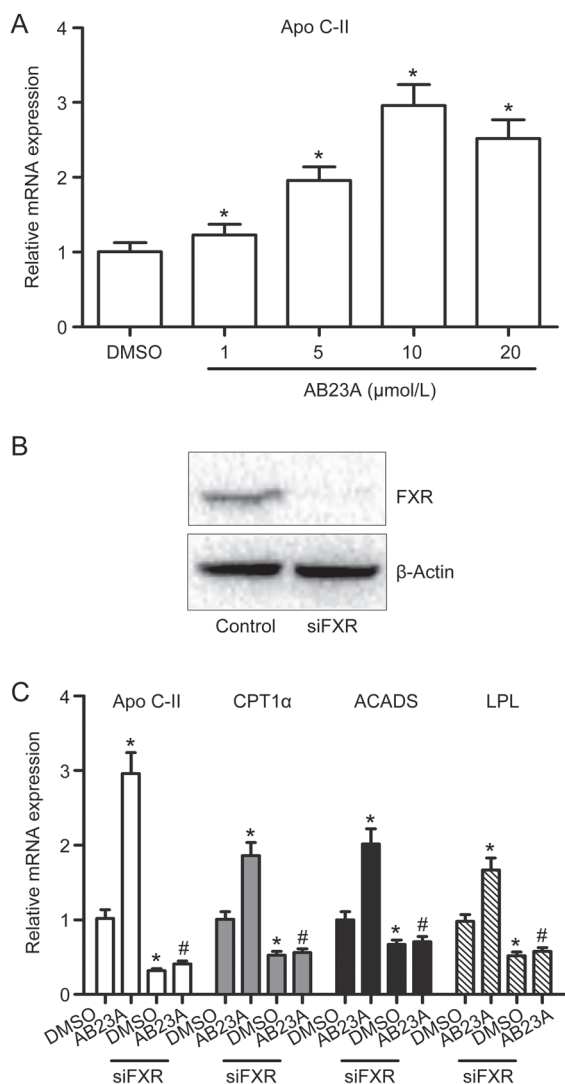 A
Apo C-II
Relative mRNA expression
4
3
2
1
0
*
*
*
*
DMSO
1
5
10
20
AB23A (μmol/L)
B
FXR
β-Actin
Control
siFXR
C
Apo C-II
CPT1α
ACADS
LPL
Relative mRNA expression
4
3
2
1
0
*
*
#
*
*
#
*
*
#
*
*
#
DMSO
AB23A
DMSO
AB23A
DMSO
AB23A
DMSO
AB23A
DMSO
AB23A
DMSO
AB23A
DMSO
AB23A
DMSO
AB23A
siFXR
siFXR
siFXR
siFXR